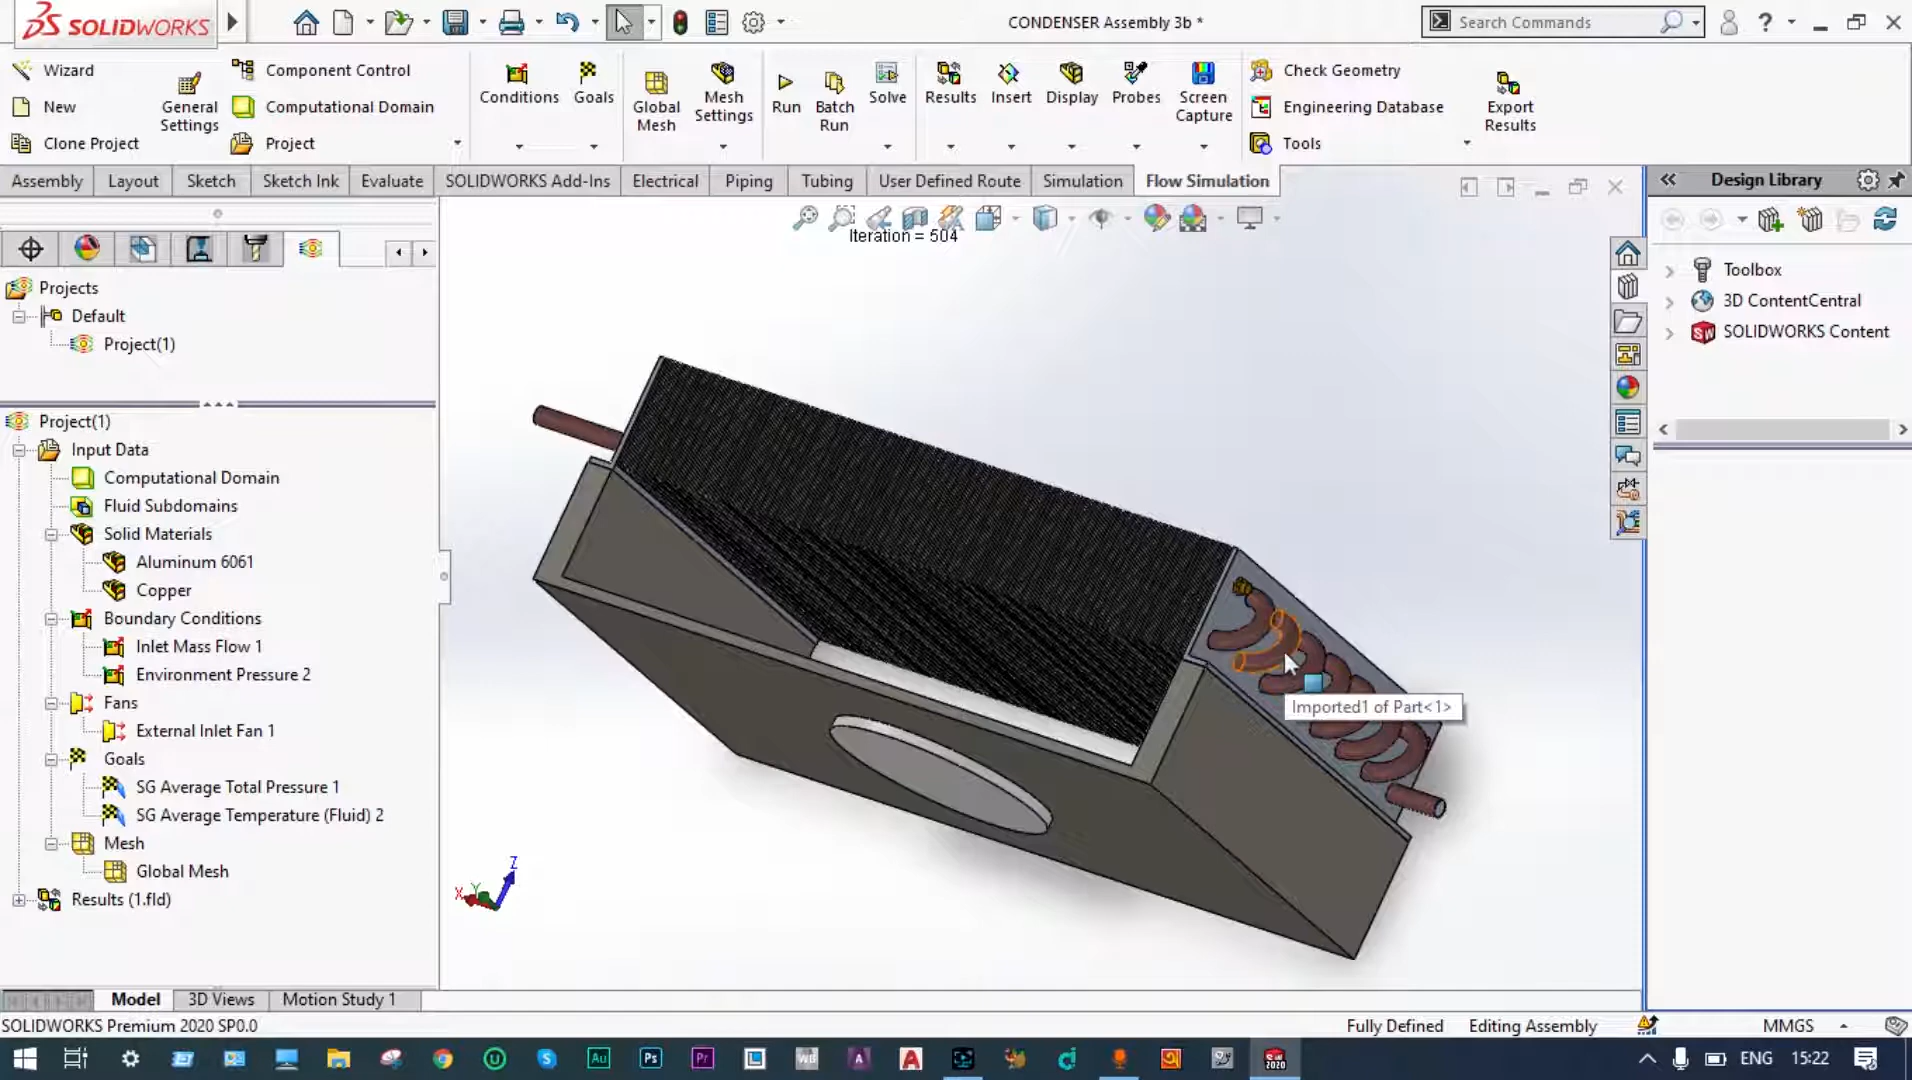 SOLIDWORKS
CONDENSER Assembly 3b *
Search Commands
Wizard
New
Clone Project
General
Settings
Component Control
Computational Domain
Project
Conditions
Goals
Global
Mesh
Mesh
Settings
Run
Batch
Run
Solve
Results
Insert
Display
Probes
Screen
Capture
Check Geometry
Engineering Database
Tools
Export
Results
Assembly
Layout
Sketch
Sketch Ink
Evaluate
SOLIDWORKS Add-Ins
Electrical
Piping
Tubing
User Defined Route
Simulation
Flow Simulation
Design Library
Iteration = 504
Toolbox
3D ContentCentral
SOLIDWORKS Content
Projects
Default
Project(1)
Project(1)
Input Data
Computational Domain
Fluid Subdomains
Solid Materials
Aluminum 6061
Copper
Boundary Conditions
Inlet Mass Flow 1
Environment Pressure 2
Fans
External Inlet Fan 1
Goals
SG Average Total Pressure 1
SG Average Temperature (Fluid) 2
Mesh
Global Mesh
Results (1.fld)
Imported1 of Part<1>
Z
X
Y
Model
3D Views
Motion Study 1
SOLIDWORKS Premium 2020 SP0.0
Fully Defined
Editing Assembly
MMGS
Au
Ps
Pr
ENG
15:22